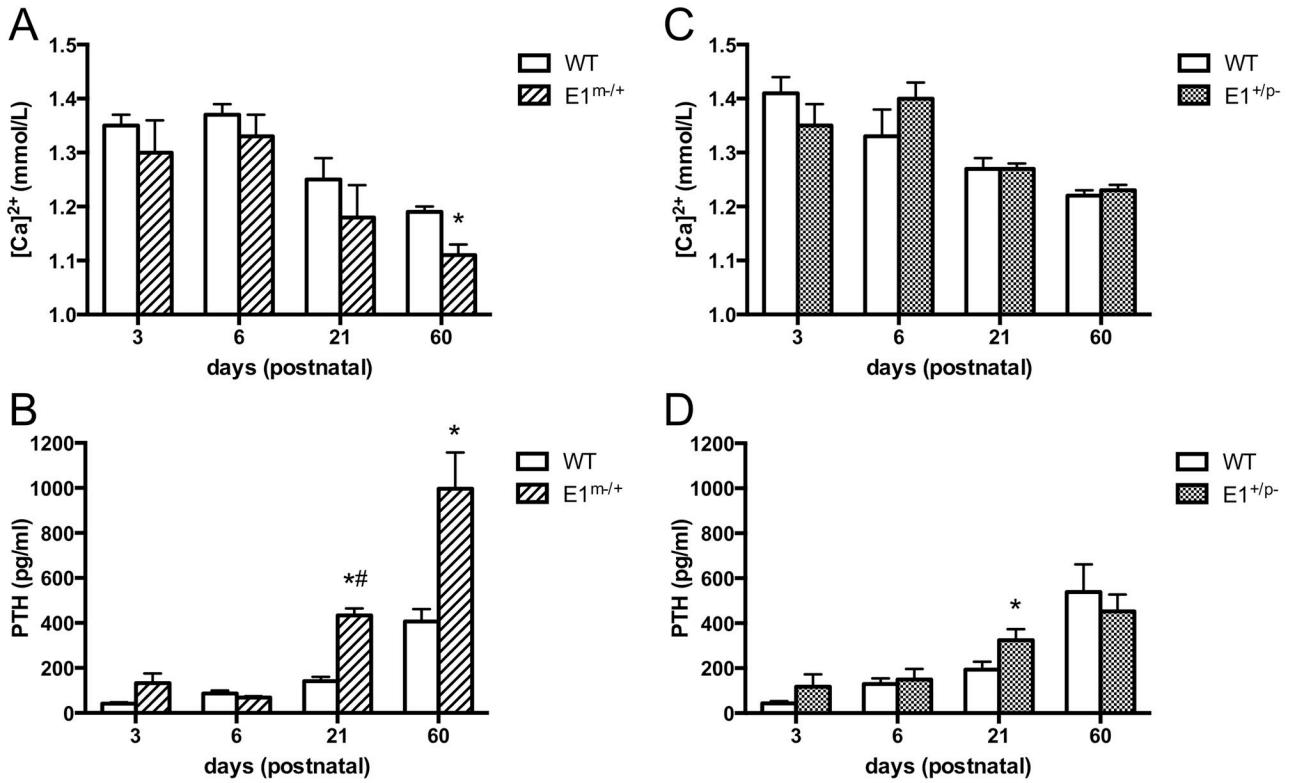 A
1.5
1.4
1.3
1.2
1.1
1.0
[Ca]²⁺ (mmol/L)
*
3 6 21 60
days (postnatal)
WT
E1ᵐ⁻/⁺
C
1.5
1.4
1.3
1.2
1.1
1.0
[Ca]²⁺ (mmol/L)
3 6 21 60
days (postnatal)
WT
E1⁺/ᵖ⁻
B
1200
1000
800
600
400
200
0
PTH (pg/ml)
*#
*
3 6 21 60
days (postnatal)
WT
E1ᵐ⁻/⁺
D
1200
1000
800
600
400
200
0
PTH (pg/ml)
*
3 6 21 60
days (postnatal)
WT
E1⁺/ᵖ⁻